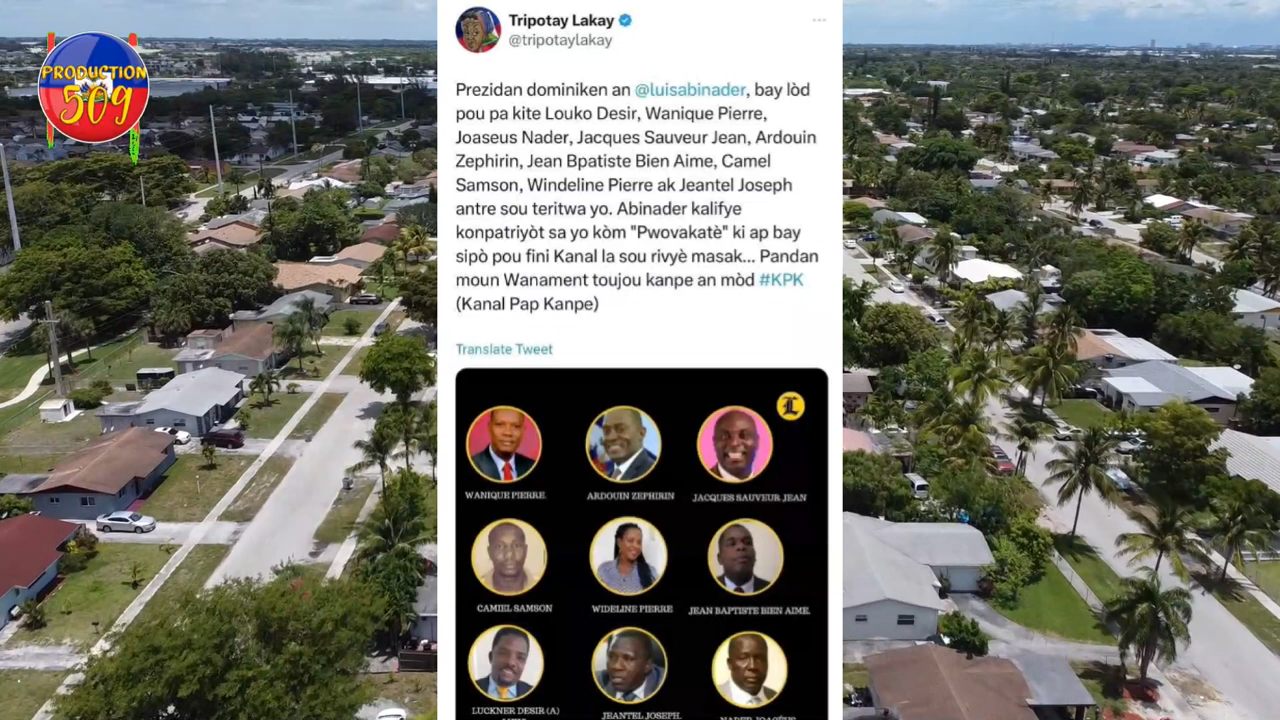 PRODUCTION
509
Tripotay Lakay
@tripotaylakay
Prezidan dominiken an @luisabinader, bay lòd
pou pa kite Louko Desir, Wanique Pierre,
Joaseus Nader, Jacques Sauveur Jean, Ardouin
Zephirin, Jean Bpatiste Bien Aime, Camel
Samson, Windeline Pierre ak Jeantel Joseph
antre sou teritwa yo. Abinader kalifye
konpatriyòt sa yo kòm "Pwovakatè" ki ap bay
sipò pou fini Kanal la sou rivyè masak... Pandan
moun Wanament toujou kanpe an mòd #KPK
(Kanal Pap Kanpe)
Translate Tweet
L
WANIQUE PIERRE.
ARDOUIN ZEPHIRIN
JACQUES SAUVEUR JEAN
CAMIEL SAMSON
WIDELINE PIERRE
JEAN BAPTISTE BIEN AIME.
LUCKNER DESIR (A)
JEANTEL JOSEPH.